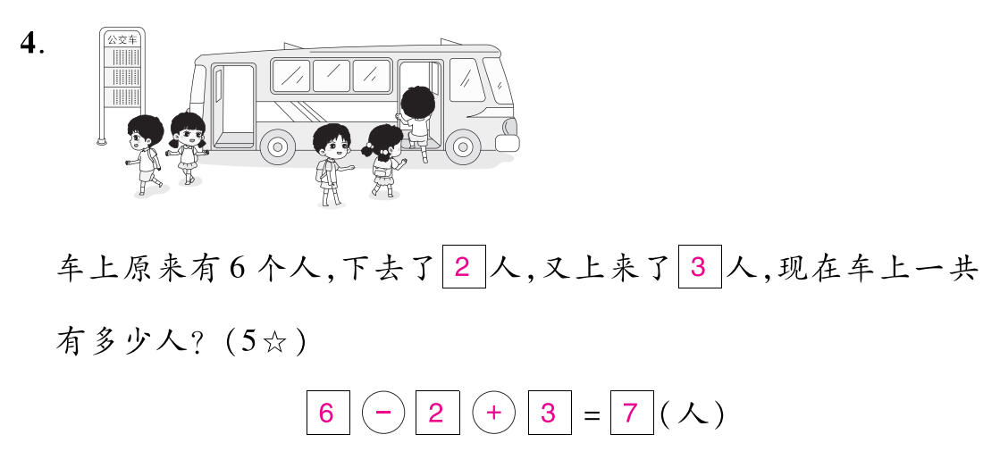 4.
公交车
车上原来有 6 个人,下去了 2 人,又上来了 3 人,现在车上一共
有多少人? (5☆)
6 - 2 + 3 = 7 (人)